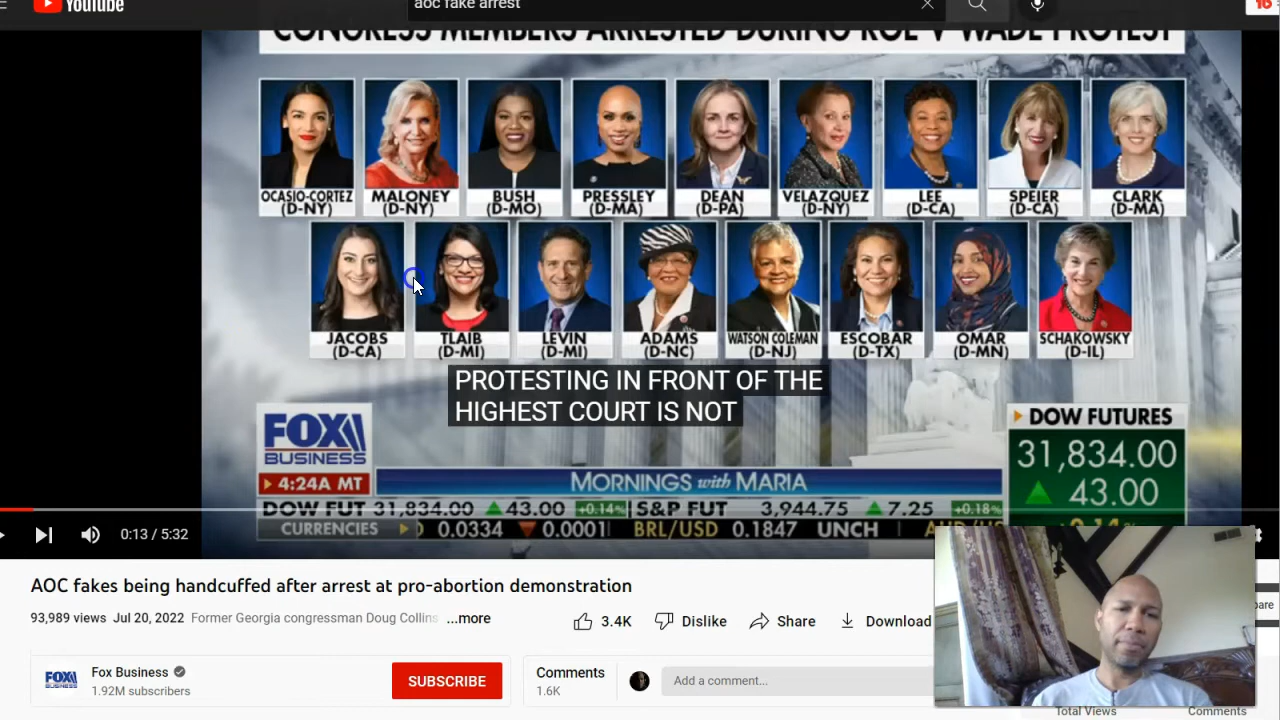 YouTube
aoc fake arrest
CONGRESS MEMBERS ARRESTED DURING ROE V WADE PROTEST
OCASIO-CORTEZ (D-NY)
MALONEY (D-NY)
BUSH (D-MO)
PRESSLEY (D-MA)
DEAN (D-PA)
VELAZQUEZ (D-NY)
LEE (D-CA)
SPEIER (D-CA)
CLARK (D-MA)
JACOBS (D-CA)
TLAIB (D-MI)
LEVIN (D-MI)
ADAMS (D-NC)
WATSON COLEMAN (D-NJ)
ESCOBAR (D-TX)
OMAR (D-MN)
SCHAKOWSKY (D-IL)
PROTESTING IN FRONT OF THE
HIGHEST COURT IS NOT
FOX
BUSINESS
4:24A MT
MORNINGS with MARIA
DOW FUTURES
31,834.00
43.00
DOW FUT 31,834.00 43.00 +0.14% S&P FUT 3,944.75 7.25 +0.18%
CURRENCIES 0.0334 0.0001 BRL/USD 0.1847 UNCH
0:13 / 5:32
AOC fakes being handcuffed after arrest at pro-abortion demonstration
93,989 views Jul 20, 2022 Former Georgia congressman Doug Collins ...more
3.4K Dislike Share Download
FOX BUSINESS
Fox Business
1.92M subscribers
SUBSCRIBE
Comments
1.6K
Add a comment...
Total Views Comments